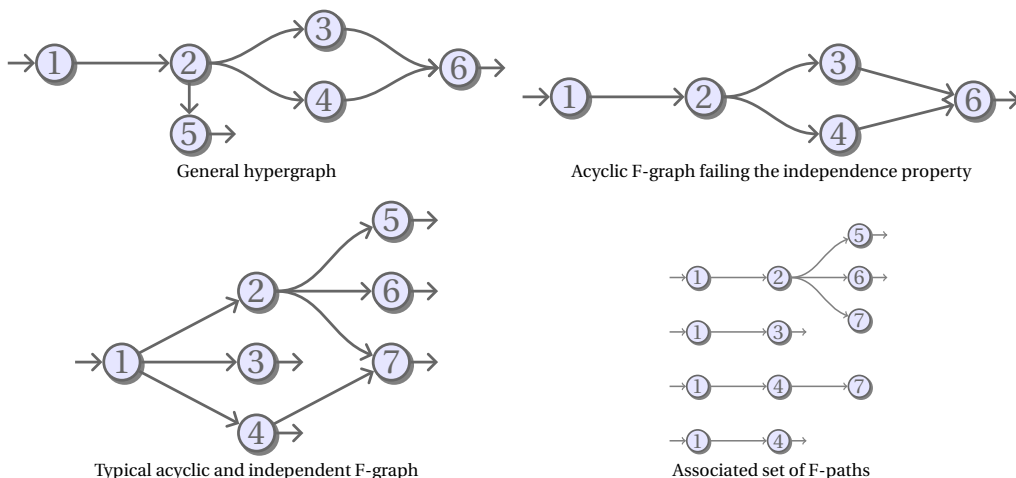 1 2 3 4 5 6
General hypergraph
1 2 3 4 6
Acyclic F-graph failing the independence property
1 2 3 4 5 6 7
Typical acyclic and independent F-graph
1 2 5 6 7
1 3
1 4 7
1 4
Associated set of F-paths